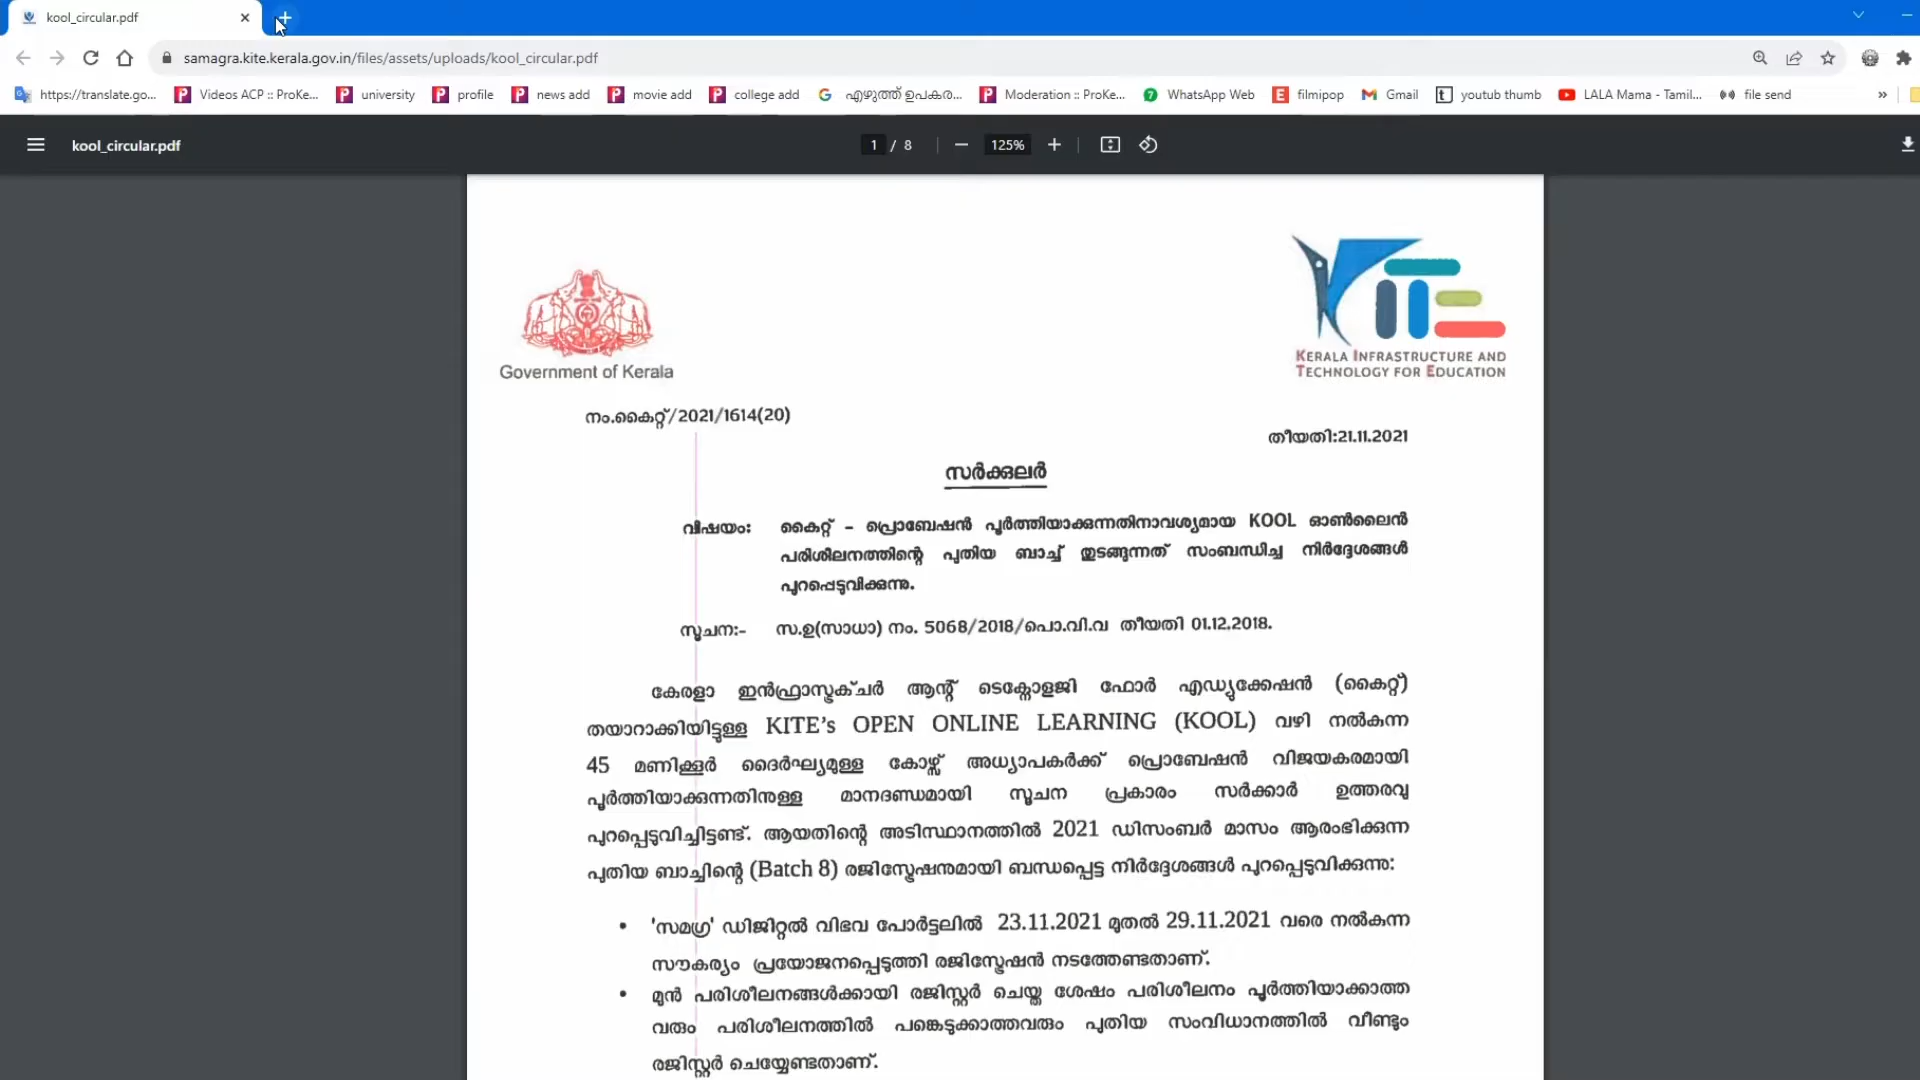 kool_circular.pdf
samagra.kite.kerala.gov.in/files/assets/uploads/kool_circular.pdf
https://translate.go... Videos ACP :: ProKe... university profile news add movie add college add എഴുത്ത് ഉപകര... Moderation :: ProKe... WhatsApp Web filmipop Gmail youtub thumb LALA Mama - Tamil... file send »
kool_circular.pdf 1 / 8 125%
Government of Kerala
KITE
KERALA INFRASTRUCTURE AND
TECHNOLOGY FOR EDUCATION
നം.കൈറ്റ്/2021/1614(20)
തീയതി:21.11.2021
സർക്കുലർ
വിഷയം: കൈറ്റ് – പ്രൊബേഷൻ പൂർത്തിയാക്കുന്നതിനാവശ്യമായ KOOL ഓൺലൈൻ
പരിശീലനത്തിന്റെ പുതിയ ബാച്ച് തുടങ്ങുന്നത് സംബന്ധിച്ച നിർദ്ദേശങ്ങൾ
പുറപ്പെടുവിക്കുന്നു.
സൂചന:- സ.ഉ(സാധാ) നം. 5068/2018/പൊ.വി.വ തീയതി 01.12.2018.
കേരളാ ഇൻഫ്രാസ്ട്രക്ചർ ആന്റ് ടെക്നോളജി ഫോർ എഡ്യുക്കേഷൻ (കൈറ്റ്)
തയാറാക്കിയിട്ടുള്ള KITE’s OPEN ONLINE LEARNING (KOOL) വഴി നൽകുന്ന
45 മണിക്കൂർ ദൈർഘ്യമുള്ള കോഴ്സ് അധ്യാപകർക്ക് പ്രൊബേഷൻ വിജയകരമായി
പൂർത്തിയാക്കുന്നതിനുള്ള മാനദണ്ഡമായി സൂചന പ്രകാരം സർക്കാർ ഉത്തരവു
പുറപ്പെടുവിച്ചിട്ടുണ്ട്. ആയതിന്റെ അടിസ്ഥാനത്തിൽ 2021 ഡിസംബർ മാസം ആരംഭിക്കുന്ന
പുതിയ ബാച്ചിന്റെ (Batch 8) രജിസ്ട്രേഷനുമായി ബന്ധപ്പെട്ട നിർദ്ദേശങ്ങൾ പുറപ്പെടുവിക്കുന്നു:
• 'സമഗ്ര' ഡിജിറ്റൽ വിഭവ പോർട്ടലിൽ 23.11.2021 മുതൽ 29.11.2021 വരെ നൽകുന്ന
സൗകര്യം പ്രയോജനപ്പെടുത്തി രജിസ്ട്രേഷൻ നടത്തേണ്ടതാണ്.
• മുൻ പരിശീലനങ്ങൾക്കായി രജിസ്റ്റർ ചെയ്ത ശേഷം പരിശീലനം പൂർത്തിയാക്കാത്ത
വരും പരിശീലനത്തിൽ പങ്കെടുക്കാത്തവരും പുതിയ സംവിധാനത്തിൽ വീണ്ടും
രജിസ്റ്റർ ചെയ്യേണ്ടതാണ്.